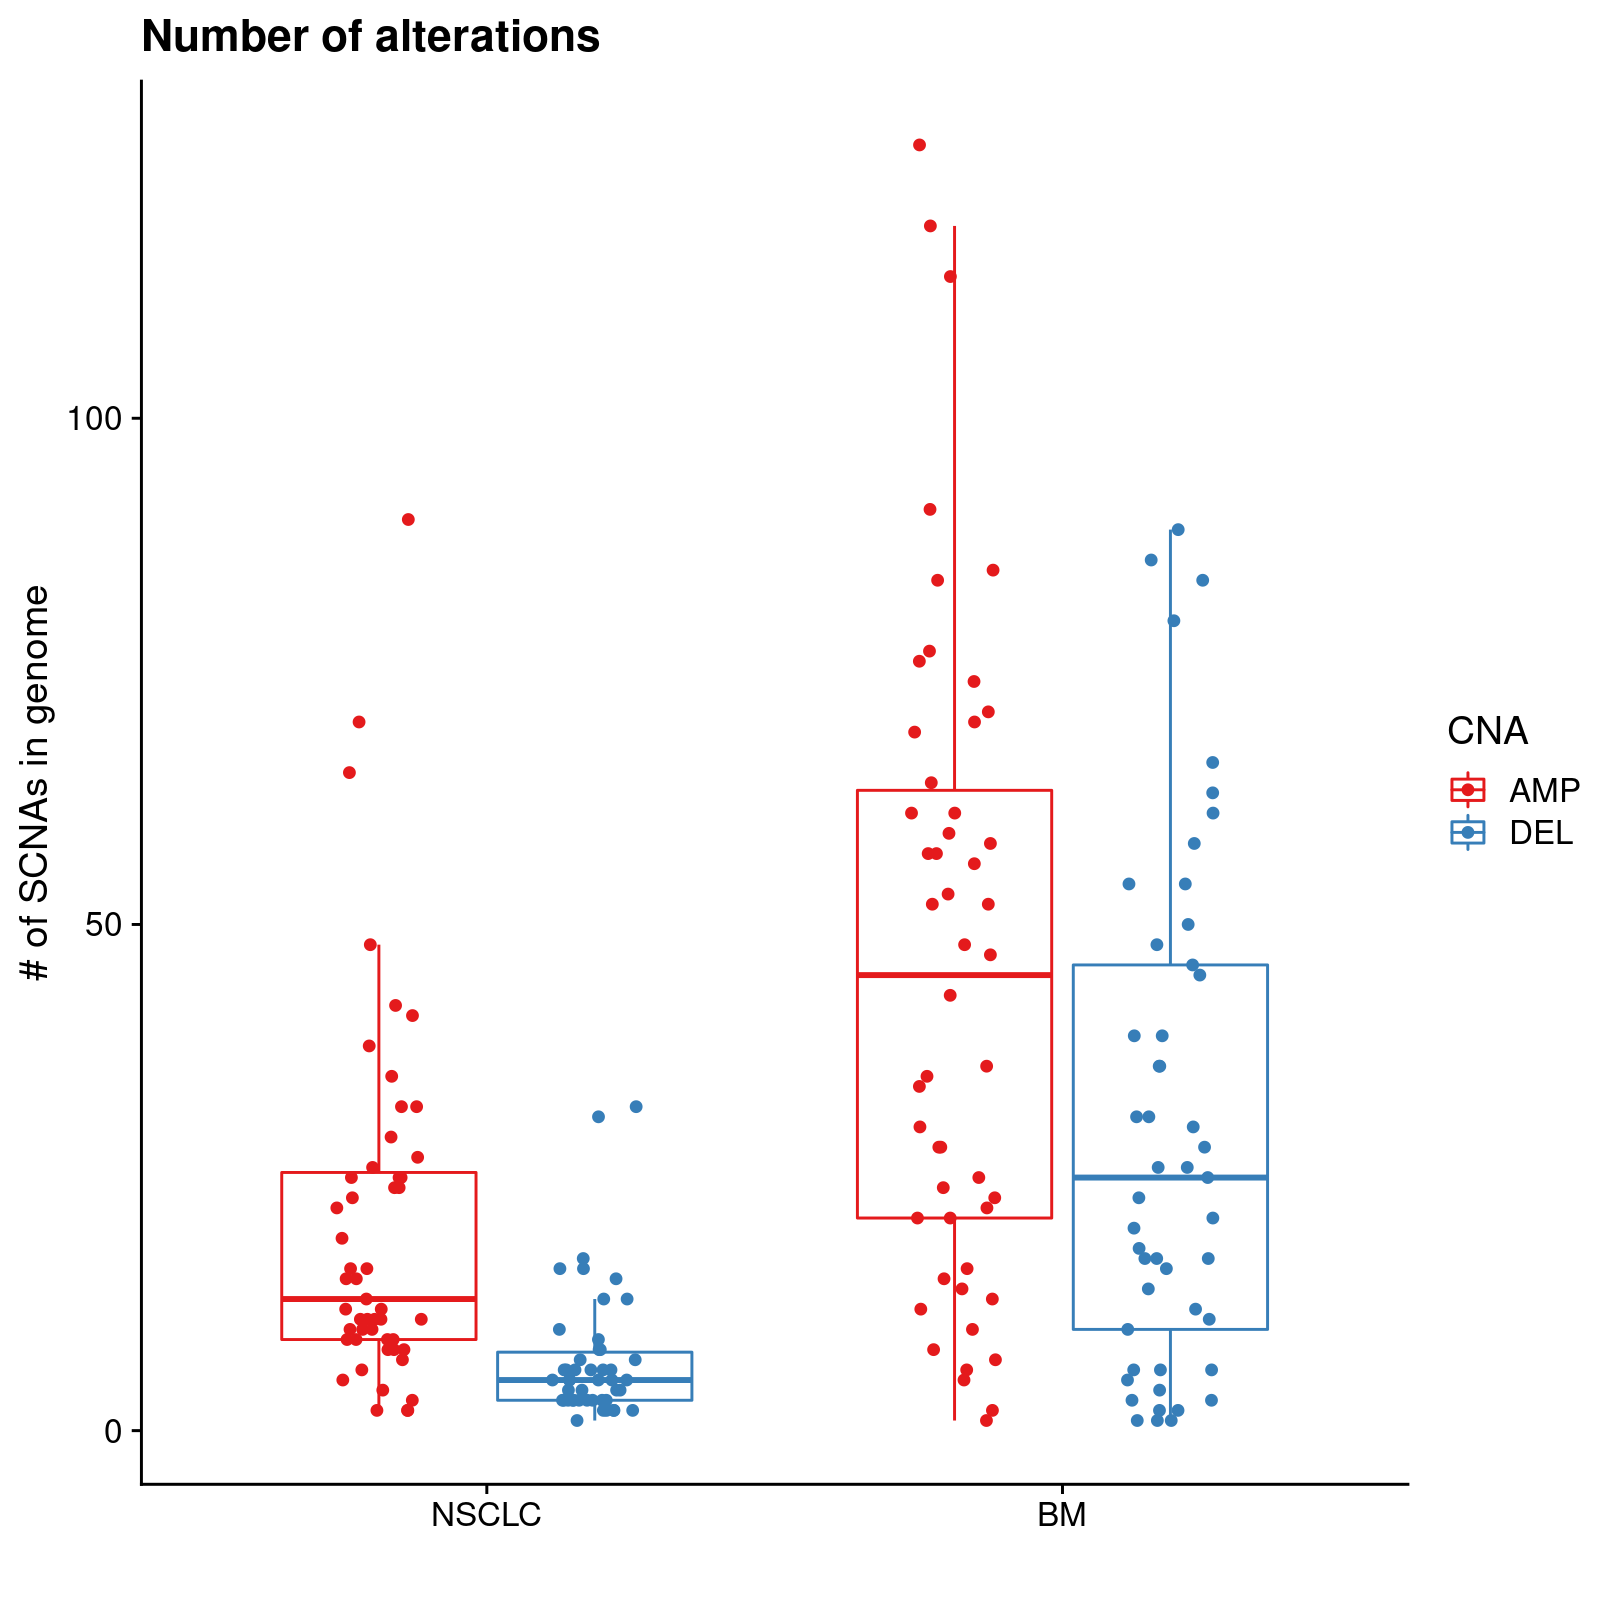 Number of alterations
# of SCNAs in genome
100
50
0
NSCLC
BM
CNA
AMP
DEL